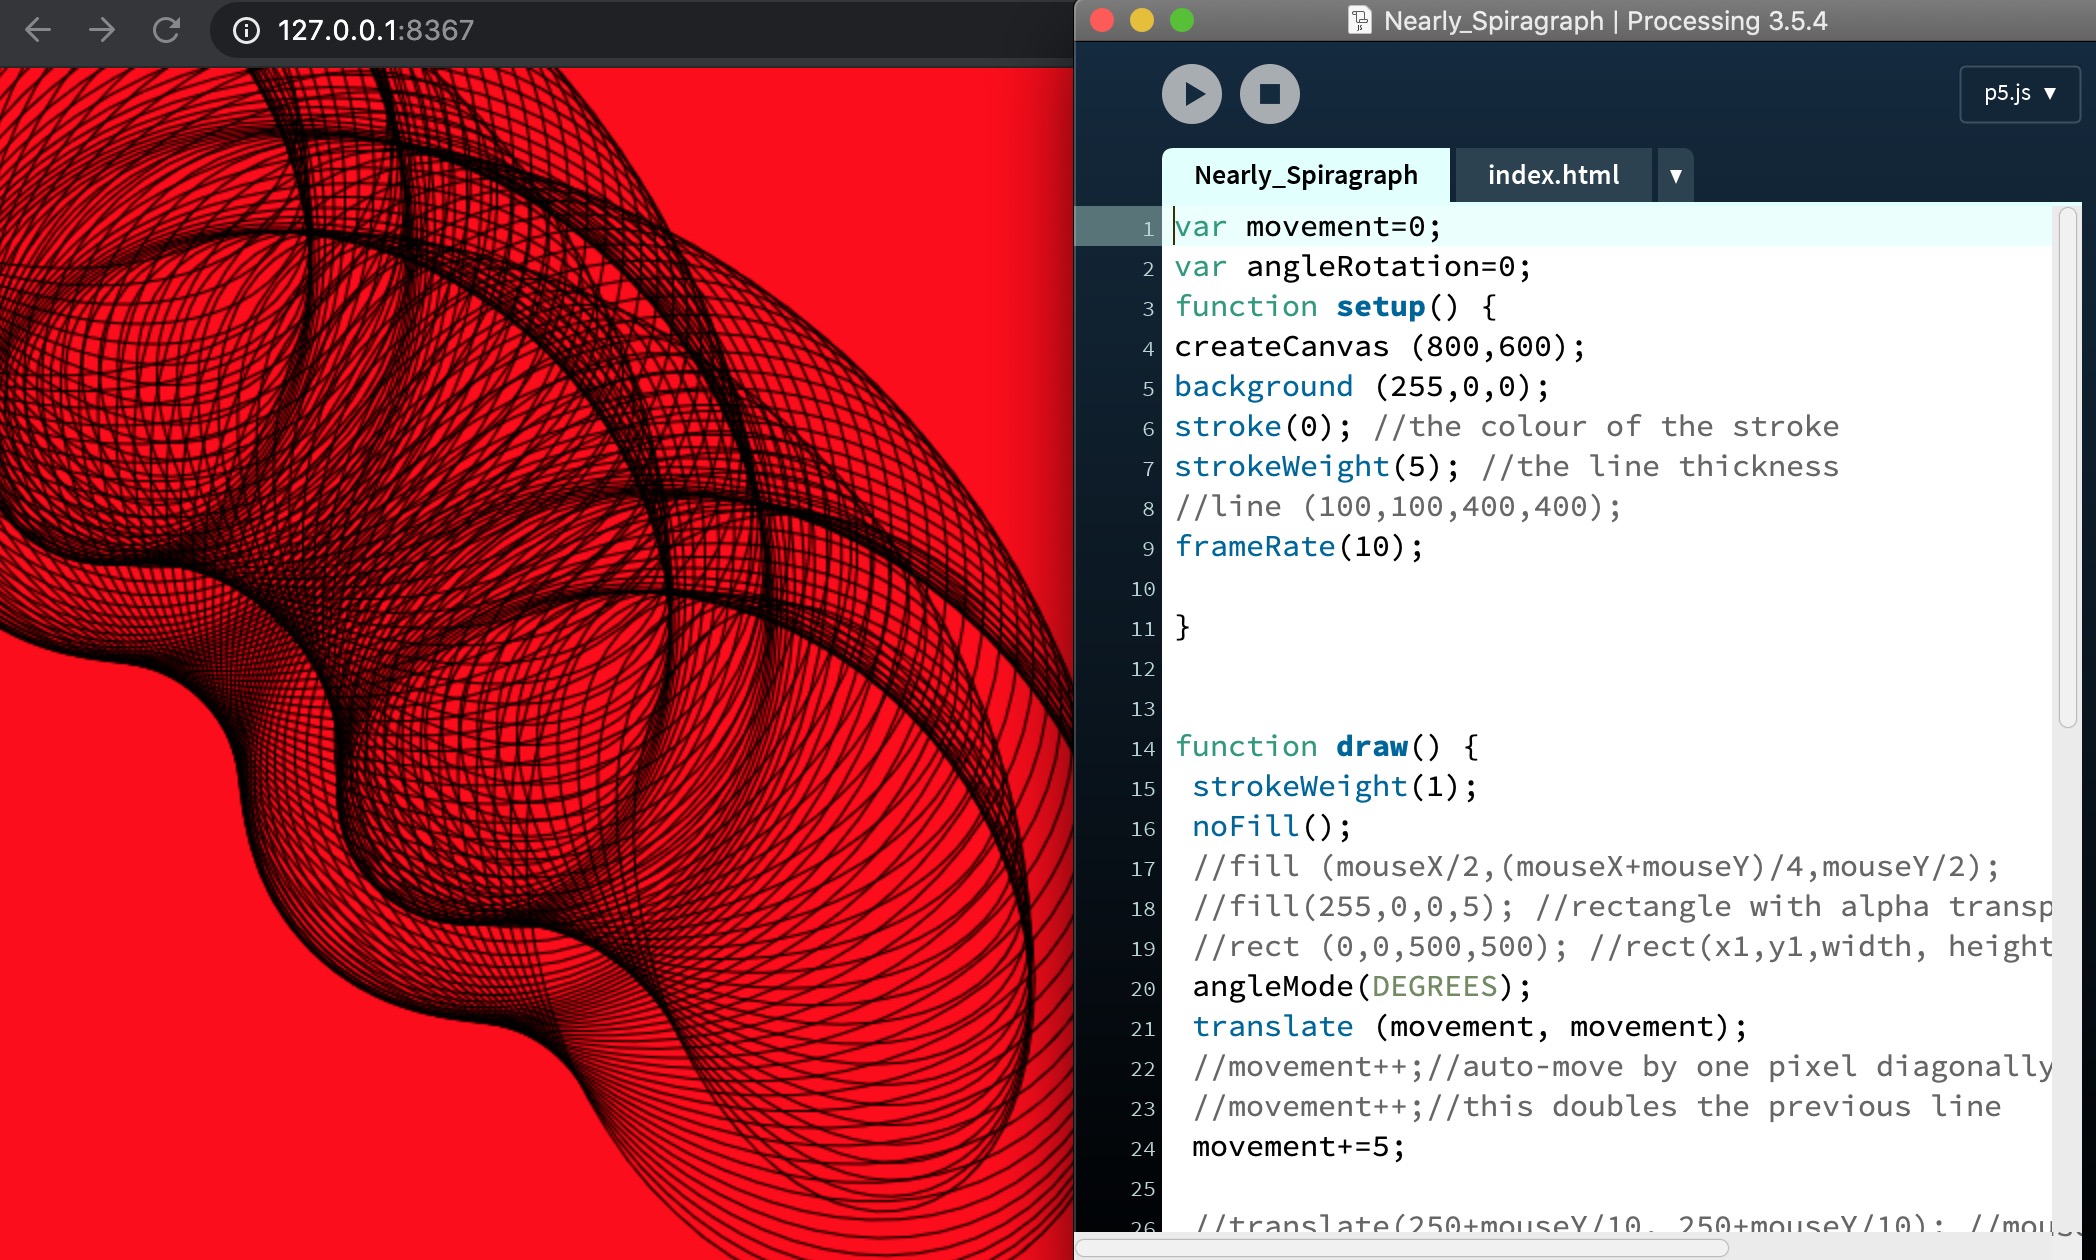 127.0.0.1:8367
Nearly_Spiragraph | Processing 3.5.4
p5.js ▼
Nearly_Spiragraph index.html ▼
1 var movement=0;
2 var angleRotation=0;
3 function setup() {
4 createCanvas (800,600);
5 background (255,0,0);
6 stroke(0); //the colour of the stroke
7 strokeWeight(5); //the line thickness
8 //line (100,100,400,400);
9 frameRate(10);
10
11 }
12
13
14 function draw() {
15 strokeWeight(1);
16 noFill();
17 //fill (mouseX/2,(mouseX+mouseY)/4,mouseY/2);
18 //fill(255,0,0,5); //rectangle with alpha transp
19 //rect (0,0,500,500); //rect(x1,y1,width, height
20 angleMode(DEGREES);
21 translate (movement, movement);
22 //movement++;//auto-move by one pixel diagonally
23 //movement++;//this doubles the previous line
24 movement+=5;
25
26 //translate(250+mouseY/10, 250+mouseY/10); //mou